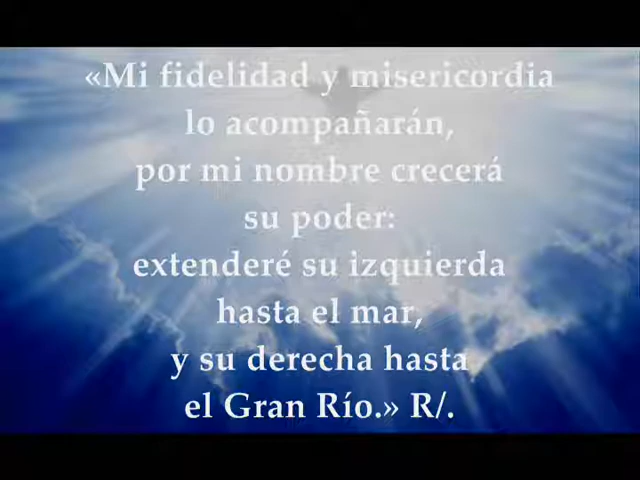 «Mi fidelidad y misericordia
lo acompañarán,
por mi nombre crecerá
su poder:
extenderé su izquierda
hasta el mar,
y su derecha hasta
el Gran Río.» R/.